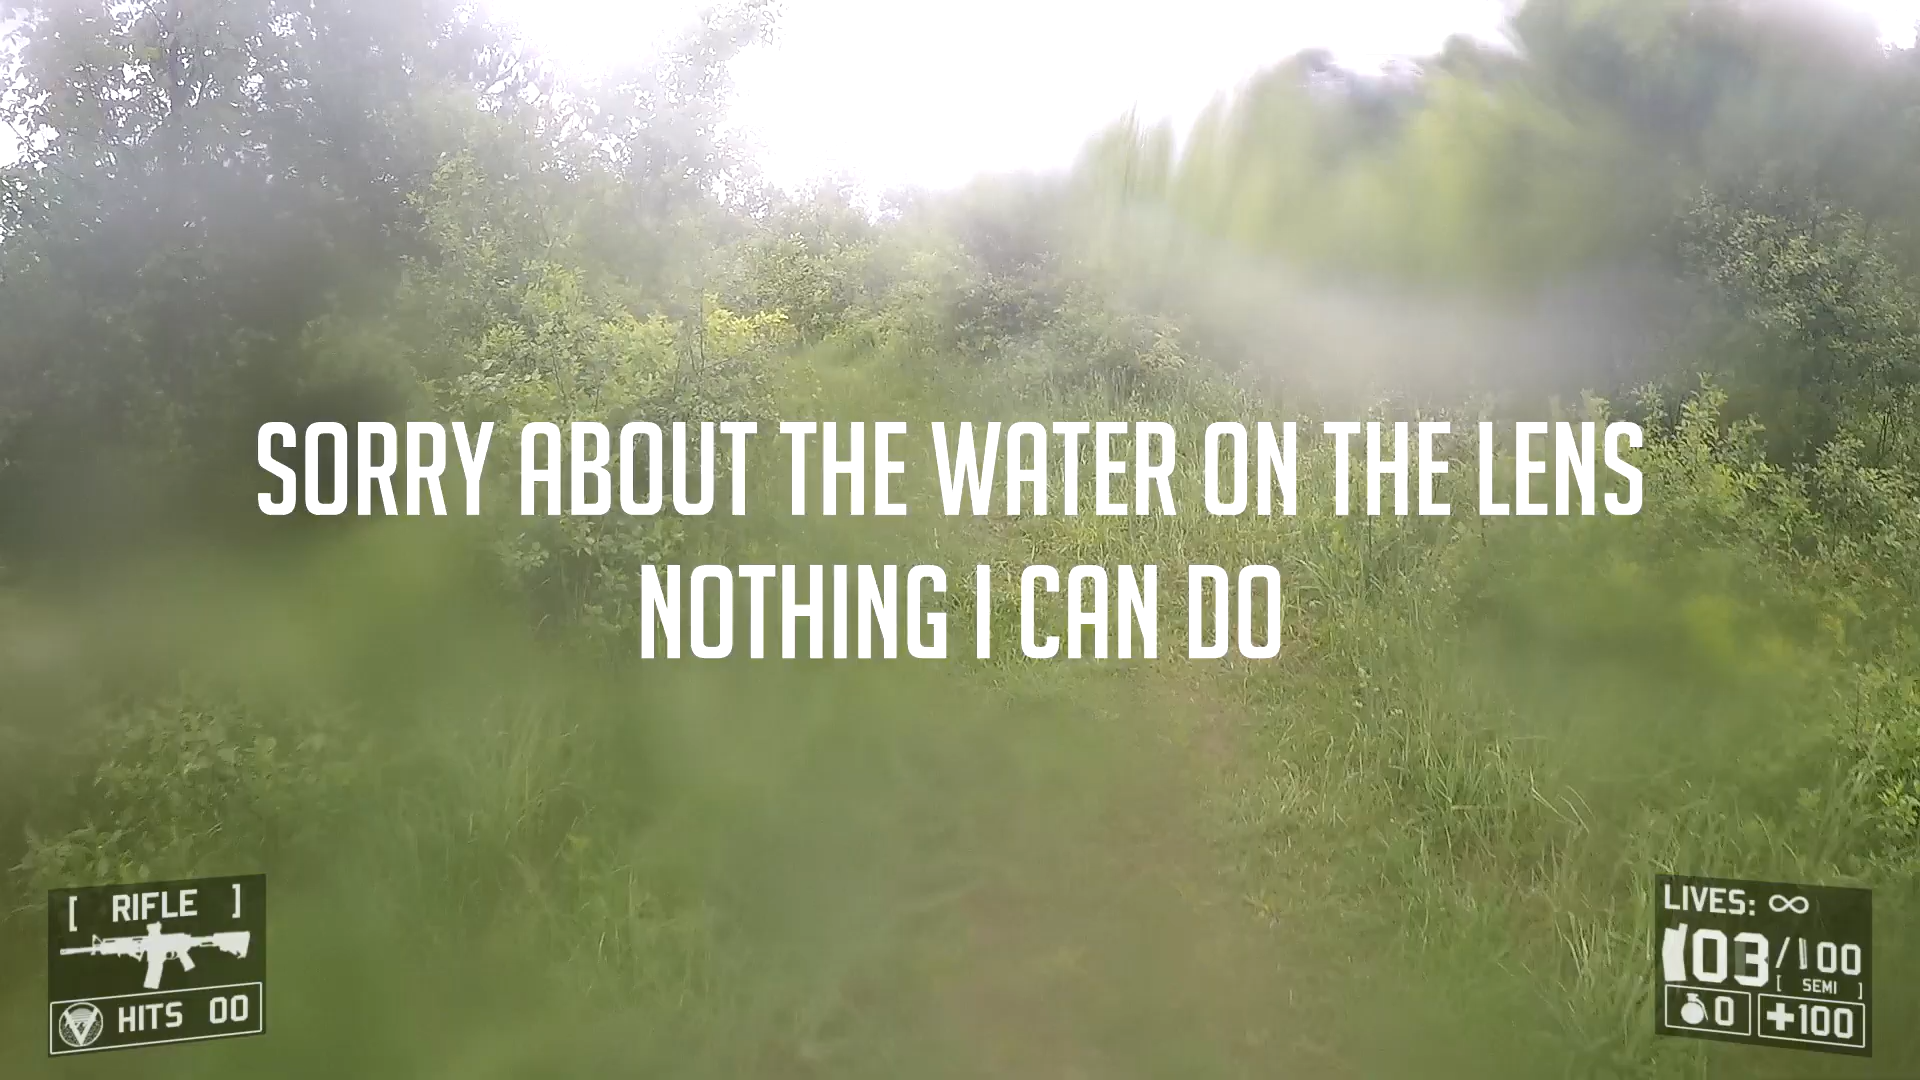 SORRY ABOUT THE WATER ON THE LENS
NOTHING I CAN DO
[ RIFLE ]
HITS 00
LIVES: ∞
03/100
[ SEMI ]
0
+100